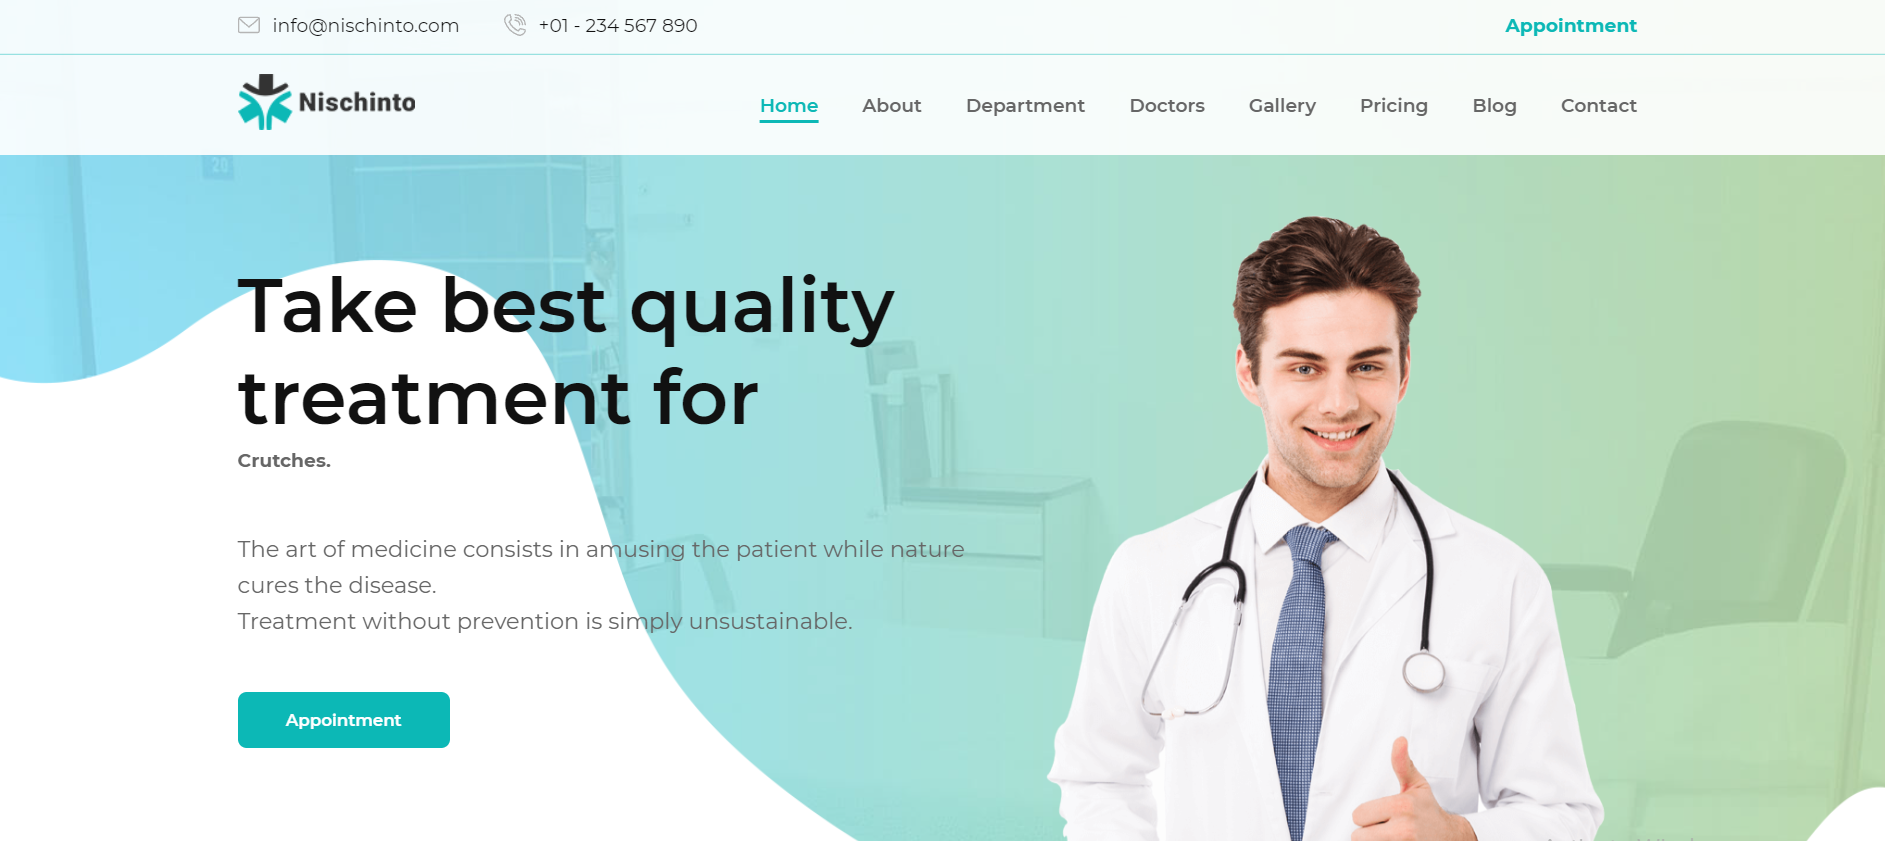 info@nischinto.com
+01 - 234 567 890
Appointment
Nischinto
Home
About
Department
Doctors
Gallery
Pricing
Blog
Contact
20
Take best quality
treatment for
Crutches.
The art of medicine consists in amusing the patient while nature
cures the disease.
Treatment without prevention is simply unsustainable.
Appointment